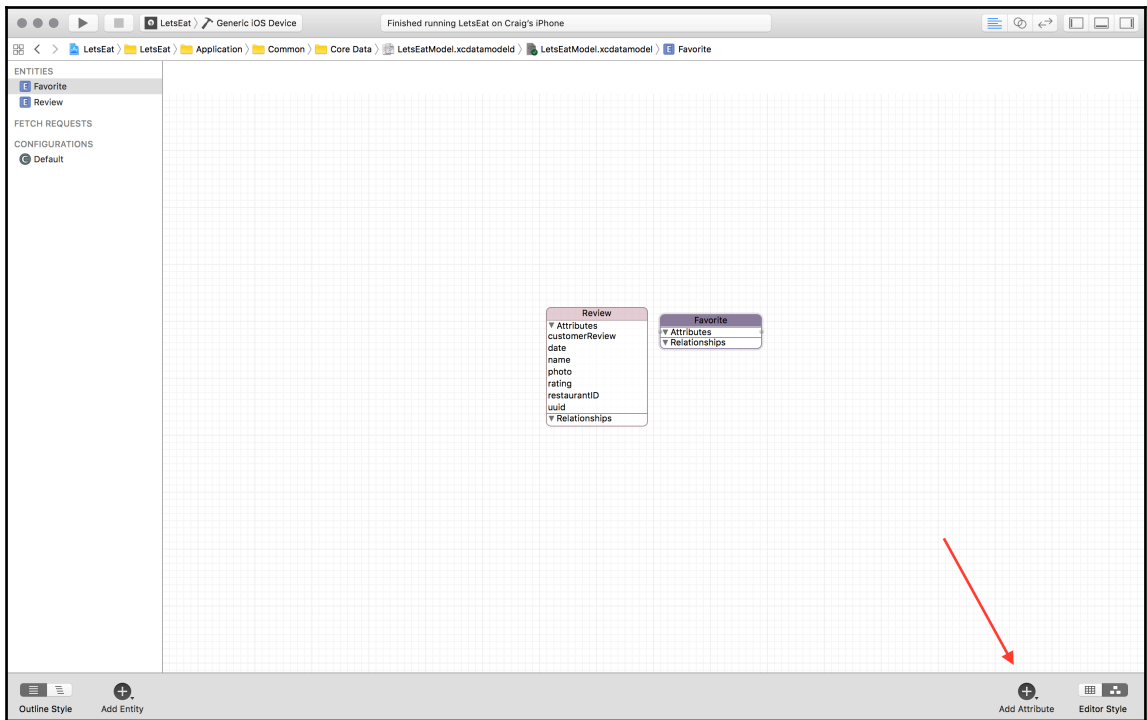 LetsEat Generic iOS Device Finished running LetsEat on Craig's iPhone
LetsEat LetsEat Application Common Core Data LetsEatModel.xcdatamodeld LetsEatModel.xcdatamodel E Favorite
ENTITIES
E Favorite
E Review
FETCH REQUESTS
CONFIGURATIONS
C Default
Review
Attributes
customerReview
date
name
photo
rating
restaurantID
uuid
Relationships
Favorite
Attributes
Relationships
Outline Style Add Entity Add Attribute Editor Style